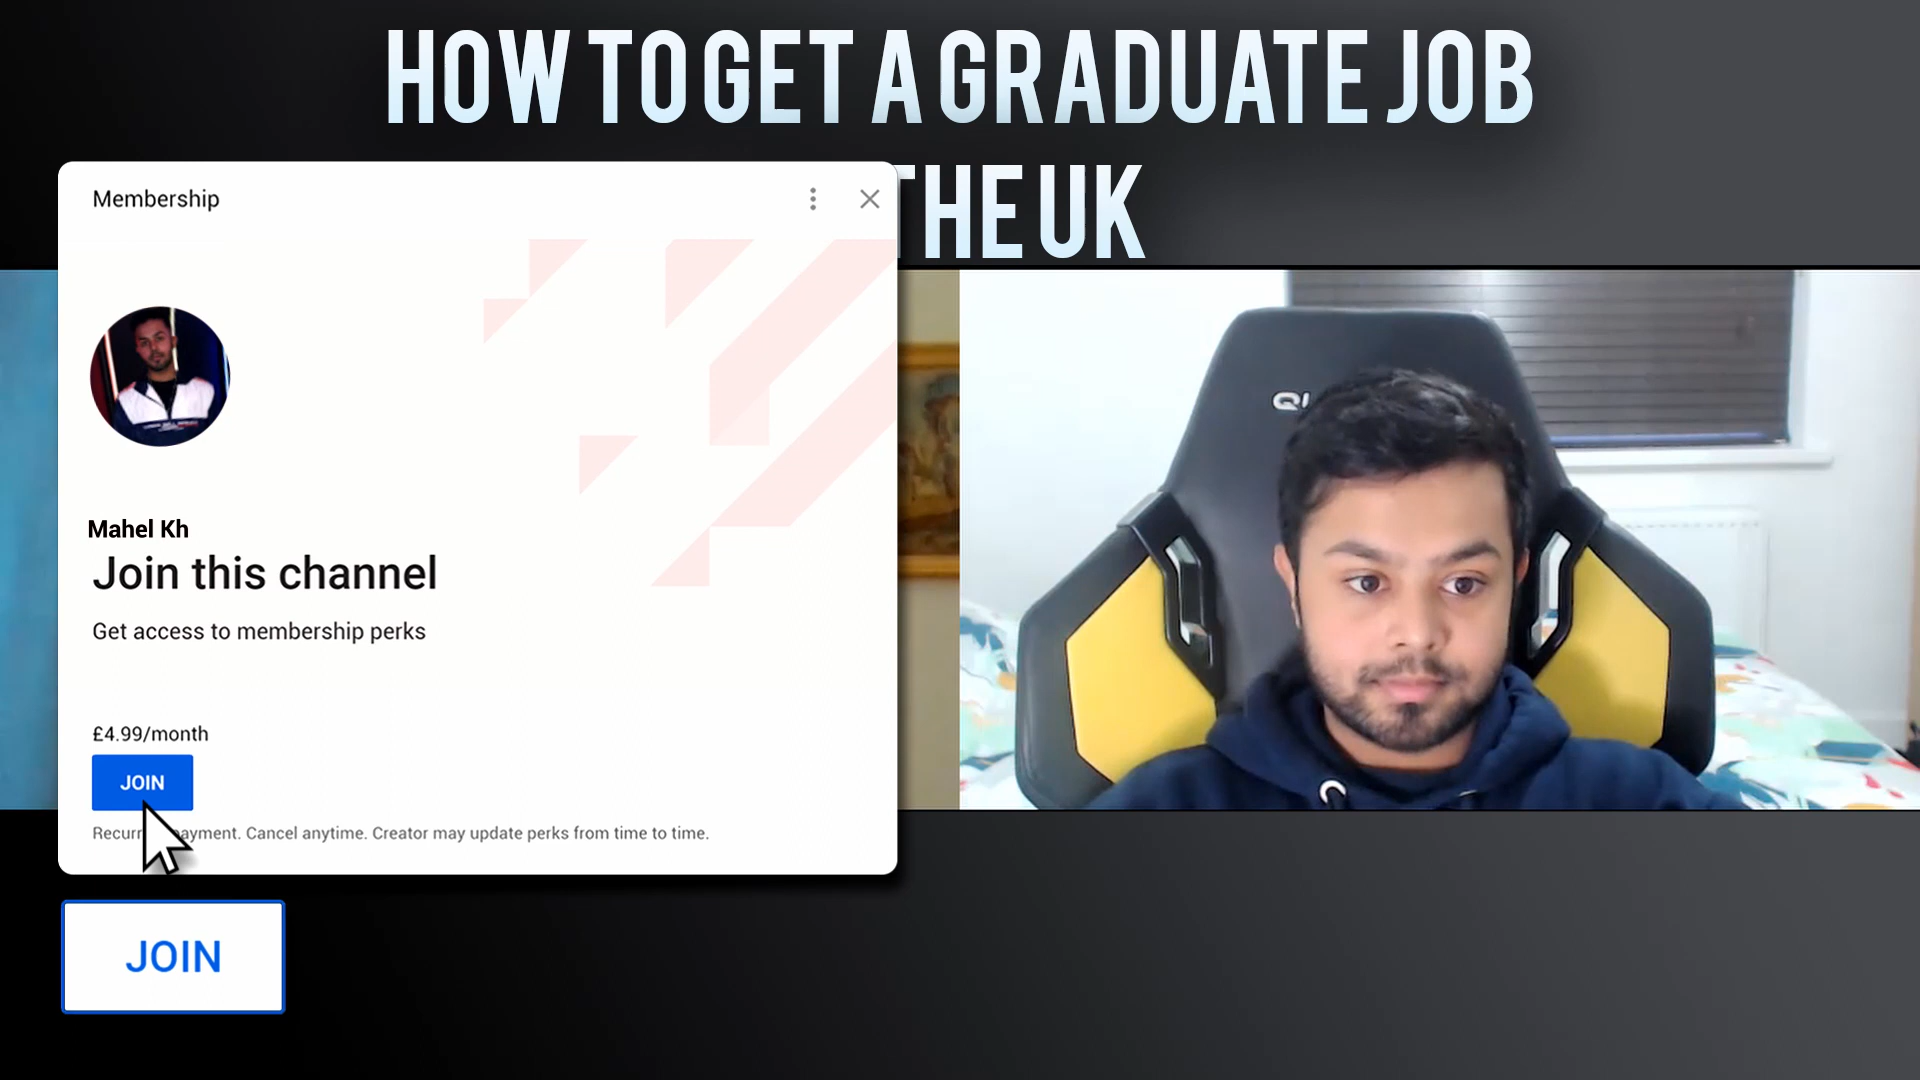 HOW TO GET A GRADUATE JOB
THE UK
Membership
Mahel Kh
Join this channel
Get access to membership perks
£4.99/month
JOIN
Recur ayment. Cancel anytime. Creator may update perks from time to time.
JOIN